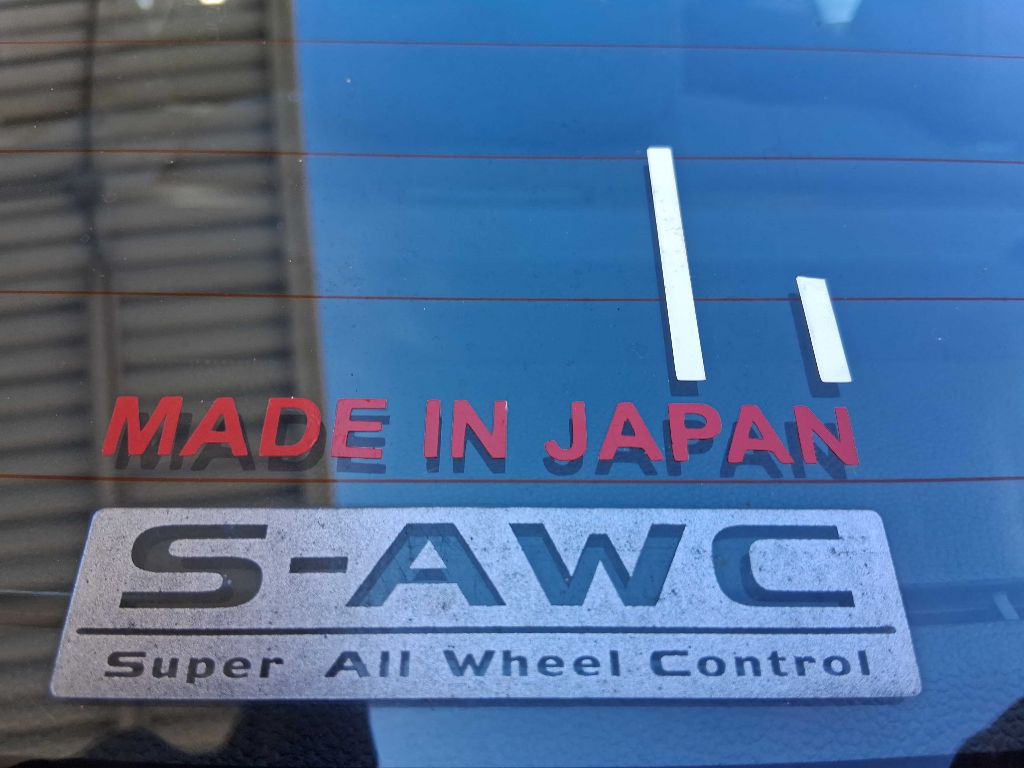 MADE IN JAPAN
S-AWC
Super All Wheel Control